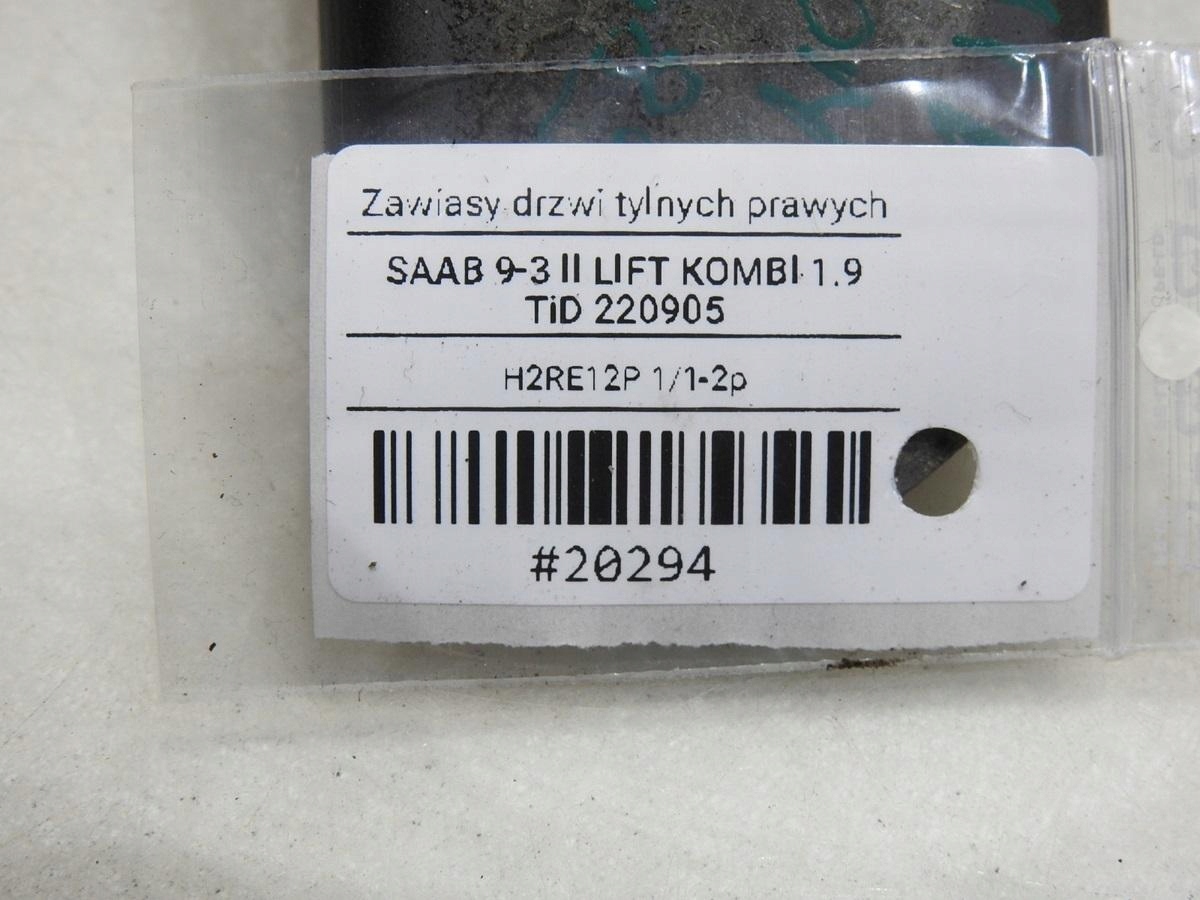 Zawiasy drzwi tylnych prawych
SAAB 9-3 II LIFT KOMBI 1.9
TiD 220905
H2RE12P 1/1-2p
#20294